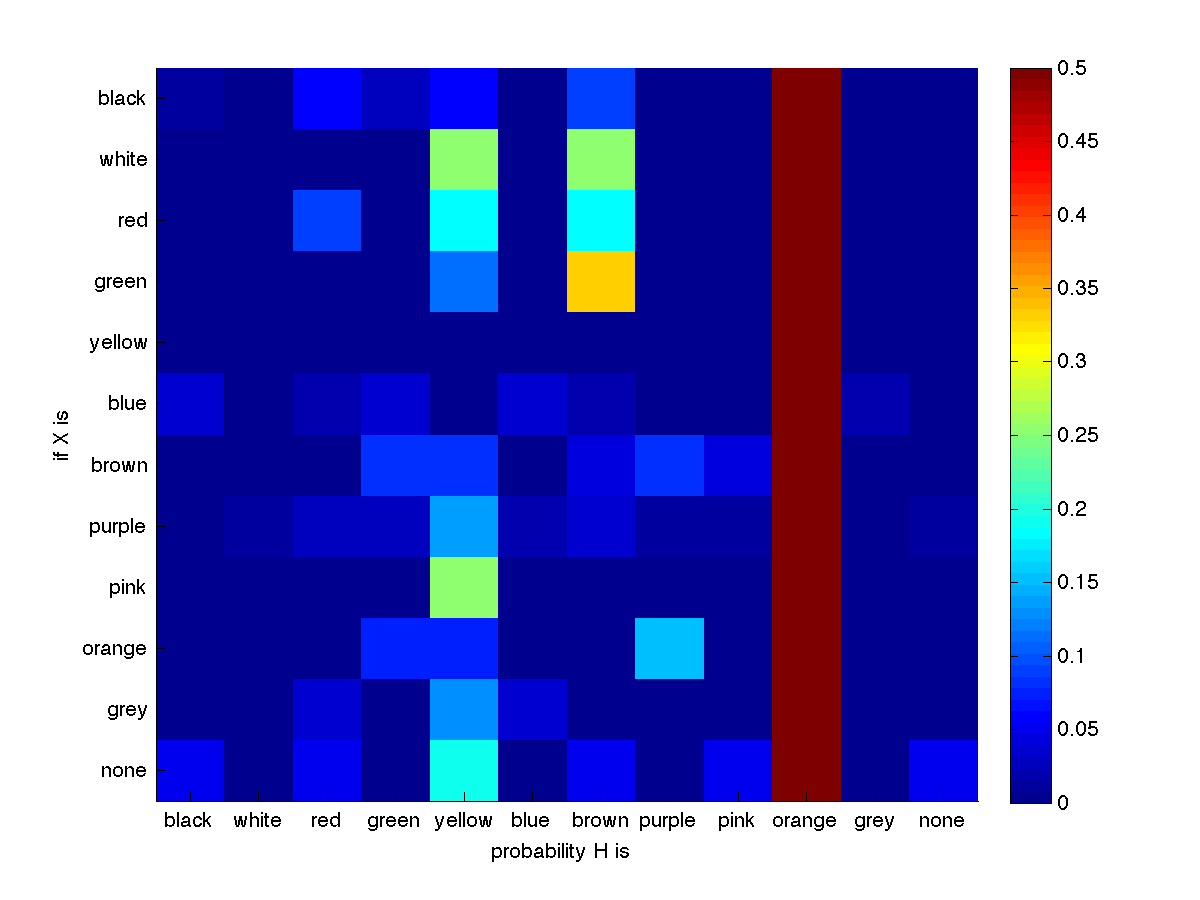 black
white
red
green
yellow
blue
brown
purple
pink
orange
grey
none
if X is
black white red green yellow blue brown purple pink orange grey none
probability H is
0.5
0.45
0.4
0.35
0.3
0.25
0.2
0.15
0.1
0.05
0